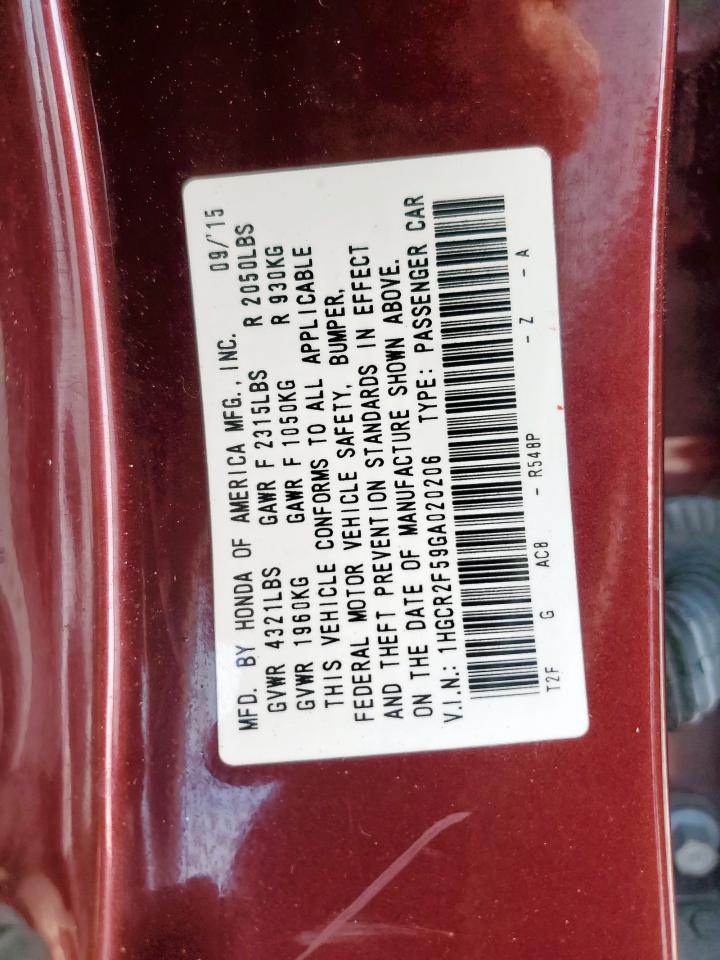 MFD. BY HONDA OF AMERICA MFG., INC. 09/'15
GVWR 4321LBS GAWR F 2315LBS R 2050LBS
GVWR 1960KG GAWR F 1050KG R 930KG
THIS VEHICLE CONFORMS TO ALL APPLICABLE
FEDERAL MOTOR VEHICLE SAFETY, BUMPER,
AND THEFT PREVENTION STANDARDS IN EFFECT
ON THE DATE OF MANUFACTURE SHOWN ABOVE.
V.I.N.: 1HGCR2F59GA020206 TYPE: PASSENGER CAR
T2F G AC8 - R548P - Z - A